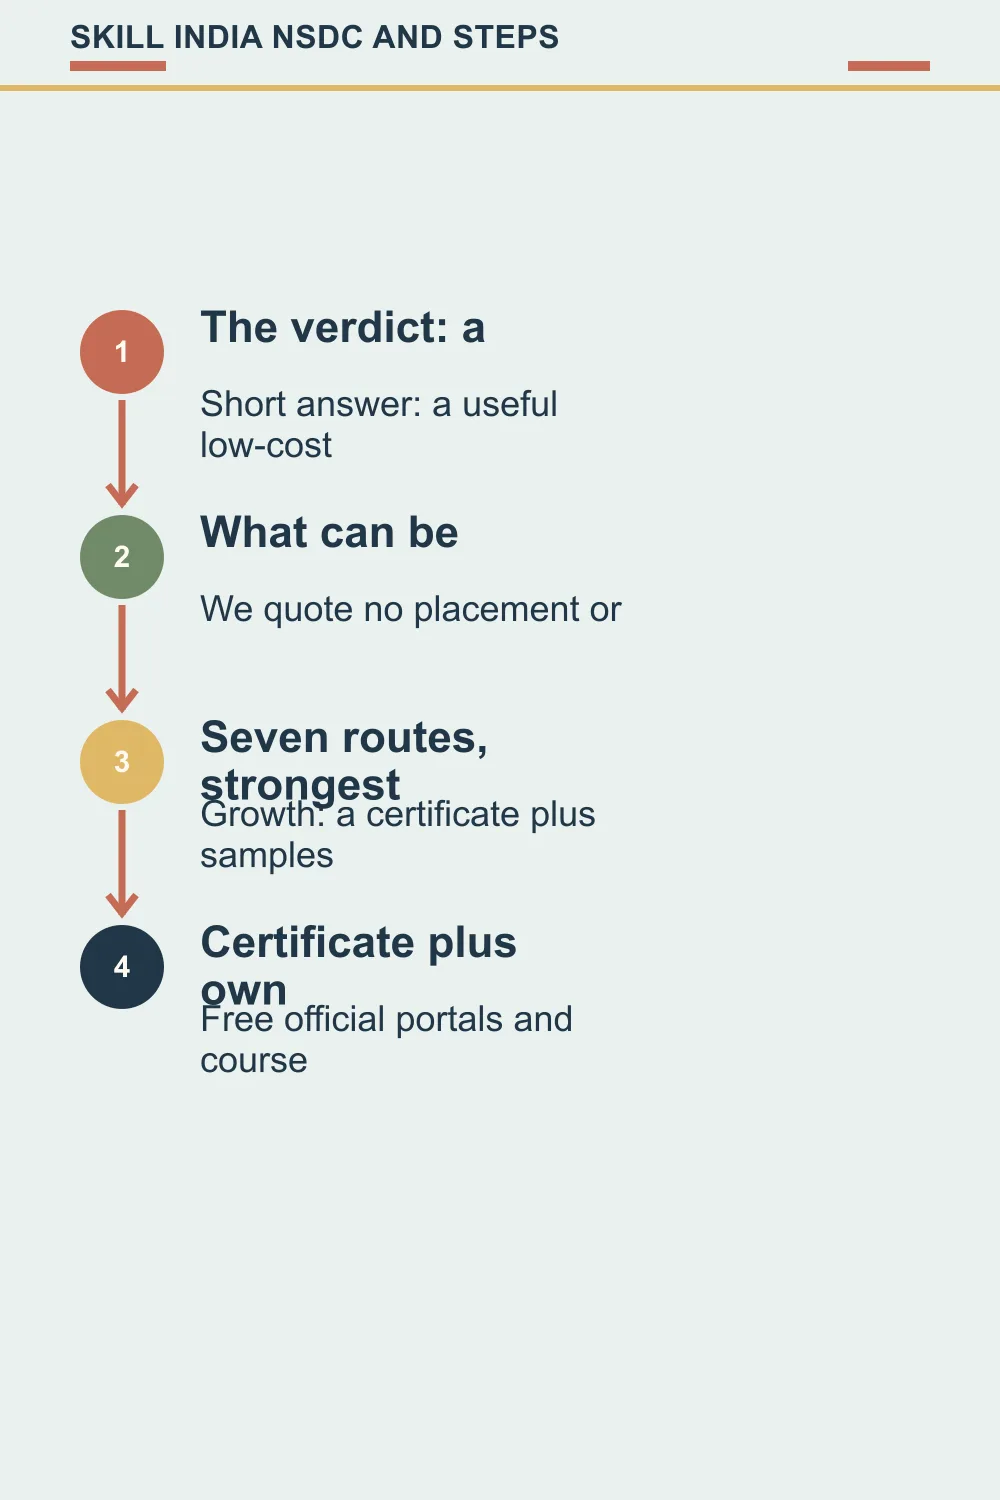 SKILL INDIA NSDC AND STEPS
1
The verdict: a
Short answer: a useful
low-cost
2
What can be
We quote no placement or
3
Seven routes,
strongest
Growth: a certificate plus
samples
4
Certificate plus
own
Free official portals and
course